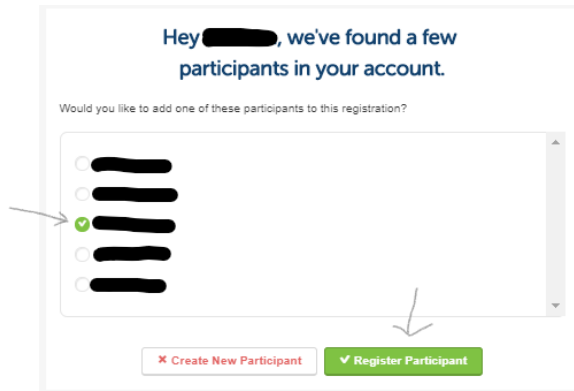 Hey , we've found a few
participants in your account.
Would you like to add one of these participants to this registration?
Create New Participant
Register Participant